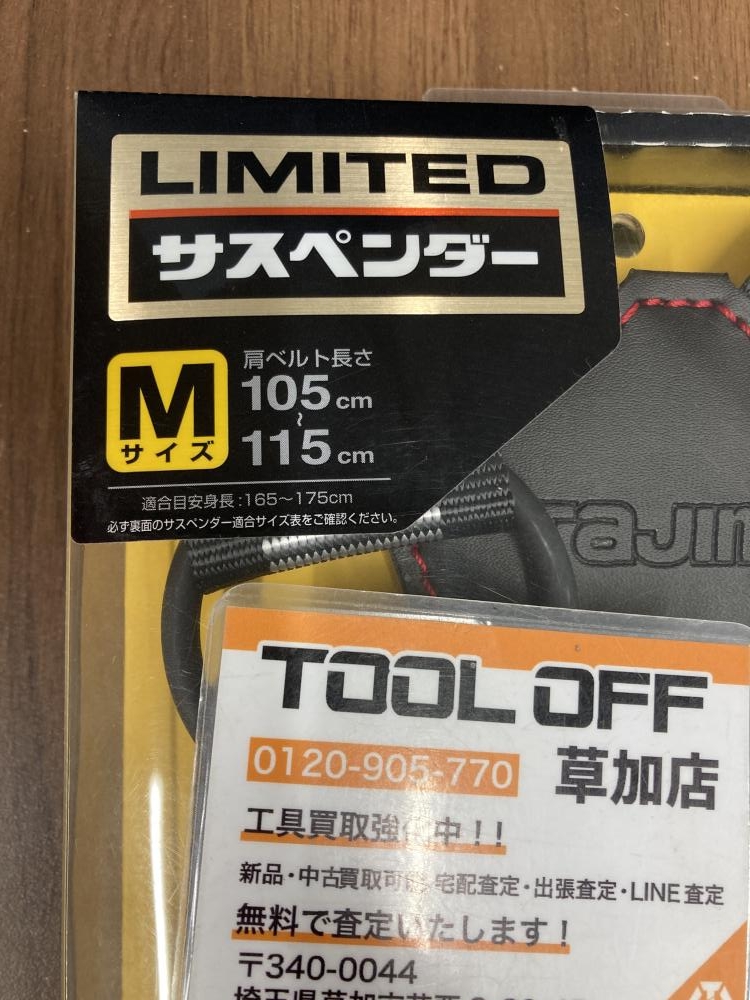 LIMITED
サスペンダー
M
サイズ
肩ベルト長さ
105cm
~
115cm
適合目安身長:165~175cm
必ず裏面のサスペンダー適合サイズ表をご確認ください。
TAJIM
TOOL OFF
0120-905-770
草加店
工具買取強化中!!
新品・中古買取可能・宅配査定・出張査定・LINE査定
無料で査定いたします!
〒340-0044